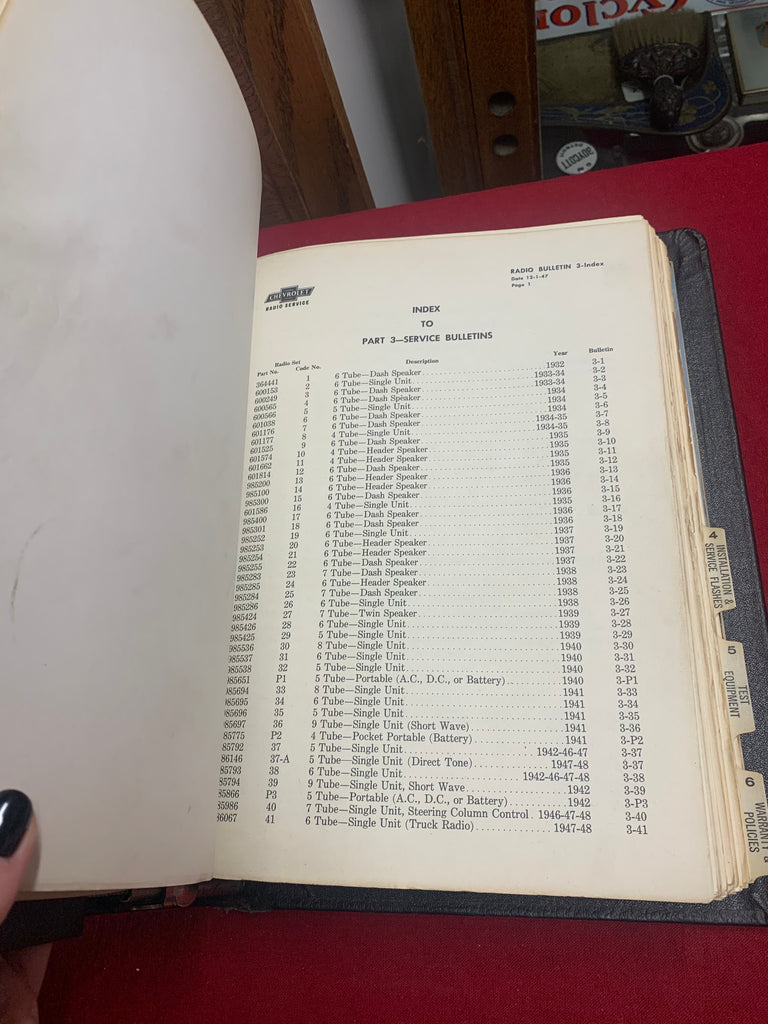 CHEVROLET
RADIO SERVICE
RADIO BULLETIN 3-Index
Date 12-1-47
Page 1
INDEX
TO
PART 3—SERVICE BULLETINS
Radio Set
Part No. Code No. Description Year Bulletin
364441 1 6 Tube—Dash Speaker 1932 3-1
600153 2 6 Tube—Single Unit 1933-34 3-2
600249 3 6 Tube—Dash Speaker 1933-34 3-3
600565 4 6 Tube—Dash Speaker 1934 3-4
600566 5 5 Tube—Single Unit 1934 3-5
601038 6 6 Tube—Dash Speaker 1934 3-6
601176 7 6 Tube—Dash Speaker 1934-35 3-7
601177 8 4 Tube—Single Unit 1934-35 3-8
601525 9 6 Tube—Dash Speaker 1935 3-9
601574 10 4 Tube—Header Speaker 1935 3-10
601662 11 4 Tube—Header Speaker 1935 3-11
601814 12 6 Tube—Dash Speaker 1935 3-12
985200 13 6 Tube—Header Speaker 1936 3-13
985100 14 6 Tube—Header Speaker 1936 3-14
985300 15 6 Tube—Dash Speaker 1936 3-15
601586 16 4 Tube—Single Unit 1935 3-16
985400 17 6 Tube—Dash Speaker 1936 3-17
985301 18 6 Tube—Dash Speaker 1936 3-18
985252 19 6 Tube—Single Unit 1937 3-19
985253 20 6 Tube—Header Speaker 1937 3-20
985254 21 6 Tube—Header Speaker 1937 3-21
985255 22 6 Tube—Dash Speaker 1937 3-22
985283 23 7 Tube—Dash Speaker 1938 3-23
985285 24 6 Tube—Header Speaker 1938 3-24
985284 25 7 Tube—Dash Speaker 1938 3-25
985286 26 6 Tube—Single Unit 1938 3-26
985424 27 7 Tube—Twin Speaker 1939 3-27
985426 28 6 Tube—Single Unit 1939 3-28
985425 29 5 Tube—Single Unit 1939 3-29
985536 30 8 Tube—Single Unit 1940 3-30
985537 31 6 Tube—Single Unit 1940 3-31
985538 32 5 Tube—Single Unit 1940 3-32
985651 P1 5 Tube—Portable (A.C., D.C., or Battery) 1940 3-P1
985694 33 8 Tube—Single Unit 1941 3-33
985695 34 6 Tube—Single Unit 1941 3-34
985696 35 5 Tube—Single Unit 1941 3-35
985697 36 9 Tube—Single Unit (Short Wave) 1941 3-36
85775 P2 4 Tube—Pocket Portable (Battery) 1941 3-P2
85792 37 5 Tube—Single Unit 1942-46-47 3-37
86146 37-A 5 Tube—Single Unit (Direct Tone) 1947-48 3-37
85793 38 6 Tube—Single Unit 1942-46-47-48 3-38
85794 39 9 Tube—Single Unit, Short Wave 1942 3-39
85866 P3 5 Tube—Portable (A.C., D.C., or Battery) 1942 3-P3
85986 40 7 Tube—Single Unit, Steering Column Control 1946-47-48 3-40
86067 41 6 Tube—Single Unit (Truck Radio) 1947-48 3-41
4 INSTALLATION &
SERVICE FLASHES
5 TEST
EQUIPMENT
6 WARRANTY &
POLICIES
BOYCOTT